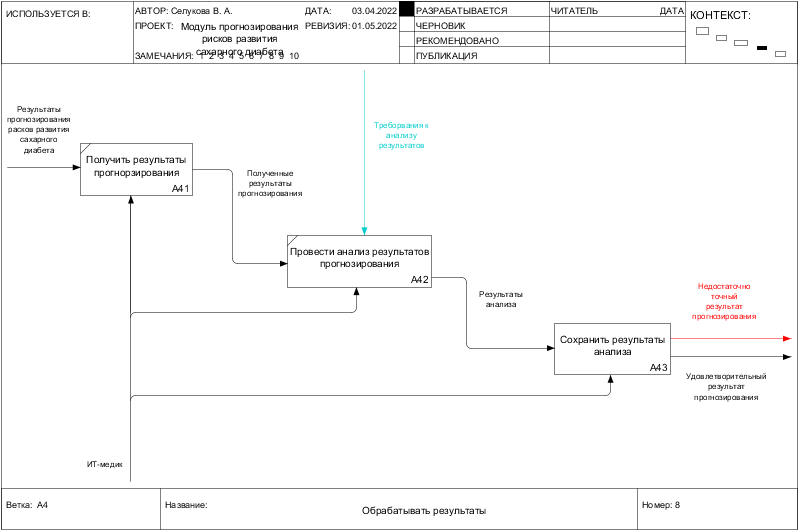 ИСПОЛЬЗУЕТСЯ В:
АВТОР: Селукова В. А.
ДАТА: 03.04.2022
ПРОЕКТ: Модуль прогнозирования
рисков развития
сахарного диабета
РЕВИЗИЯ: 01.05.2022
ЗАМЕЧАНИЯ: 1 2 3 4 5 6 7 8 9 10
РАЗРАБАТЫВАЕТСЯ
ЧЕРНОВИК
РЕКОМЕНДОВАНО
ПУБЛИКАЦИЯ
ЧИТАТЕЛЬ ДАТА
КОНТЕКСТ:
Результаты
прогнозирования
расков развития
сахарного
диабета
Получить результаты
прогнорзирования
A41
Треборвания к
анализу
результатов
Полученные
результаты
прогнозирования
Провести анализ результатов
прогнозирования
A42
Результаты
анализа
Недостаточно
точный
результат
прогнозирования
Сохранить результаты
анализа
A43
Удовлетворительный
результат
прогнозирования
ИТ-медик
Ветка: A4
Название:
Обрабатывать результаты
Номер: 8